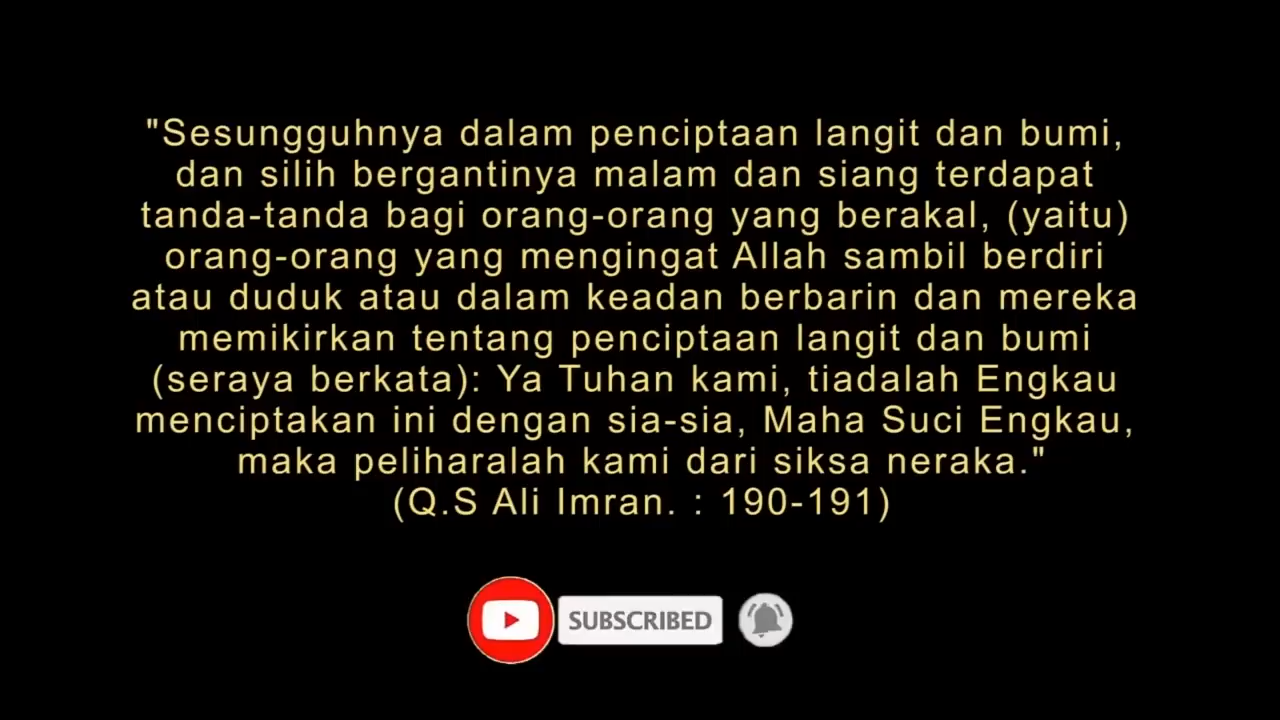 "Sesungguhnya dalam penciptaan langit dan bumi,
dan silih bergantinya malam dan siang terdapat
tanda-tanda bagi orang-orang yang berakal, (yaitu)
orang-orang yang mengingat Allah sambil berdiri
atau duduk atau dalam keadan berbarin dan mereka
memikirkan tentang penciptaan langit dan bumi
(seraya berkata): Ya Tuhan kami, tiadalah Engkau
menciptakan ini dengan sia-sia, Maha Suci Engkau,
maka peliharalah kami dari siksa neraka."
(Q.S Ali Imran. : 190-191)
SUBSCRIBED